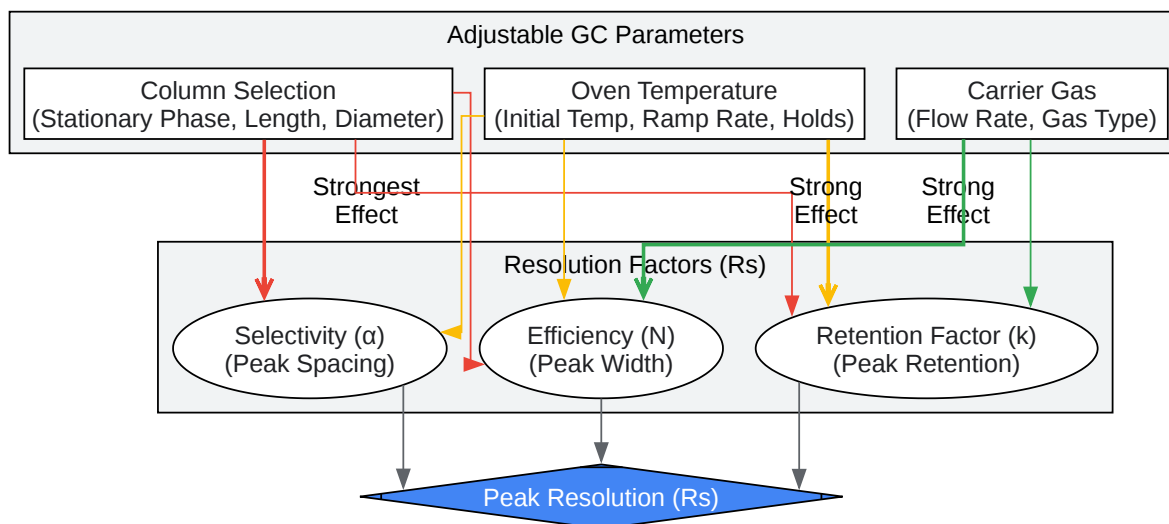 Adjustable GC Parameters
Column Selection
(Stationary Phase, Length, Diameter)
Oven Temperature
(Initial Temp, Ramp Rate, Holds)
Carrier Gas
(Flow Rate, Gas Type)
Strongest
Effect
Strong
Effect
Strong
Effect
Resolution Factors (Rs)
Selectivity (α)
(Peak Spacing)
Efficiency (N)
(Peak Width)
Retention Factor (k)
(Peak Retention)
Peak Resolution (Rs)